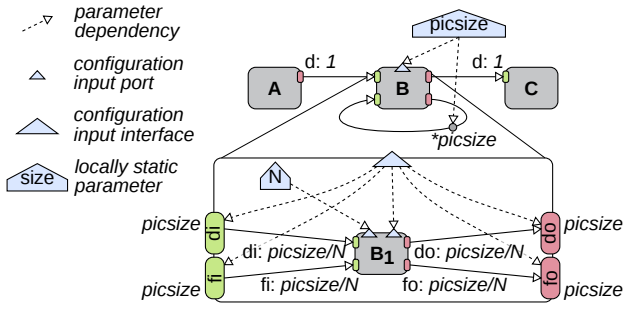 parameter
dependency
configuration
input port
configuration
input interface
size
locally static
parameter
picsize
d: 1
d: 1
A
B
C
*picsize
N
picsize
di
do
picsize
di: picsize/N
B1
do: picsize/N
picsize
fi
fi: picsize/N
fo: picsize/N
fo
picsize